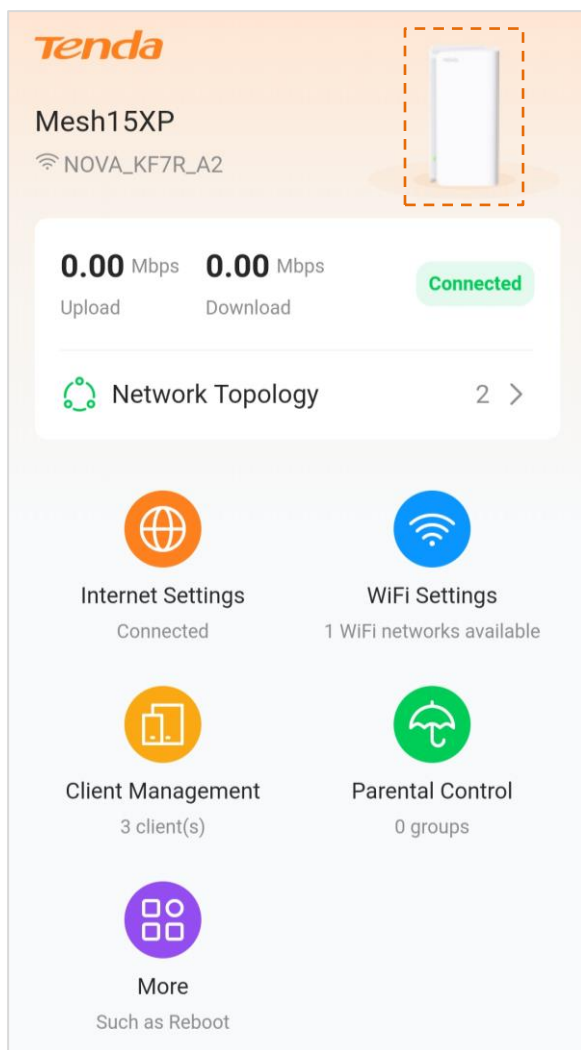 Tenda
Mesh15XP
NOVA_KF7R_A2
0.00 Mbps 0.00 Mbps
Upload Download
Connected
Network Topology 2
Internet Settings WiFi Settings
Connected 1 WiFi networks available
Client Management Parental Control
3 client(s) 0 groups
More
Such as Reboot